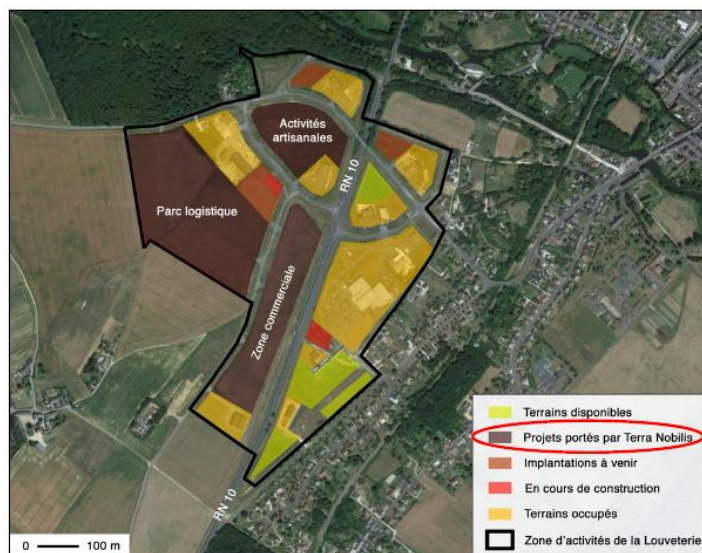 Activités
artisanales
RN 10
Parc logistique
Zone commerciale
RN 10
Terrains disponibles
Projets portés par Terra Nobilis
Implantations à venir
En cours de construction
Terrains occupés
Zone d'activités de la Louveterie
0 100 m